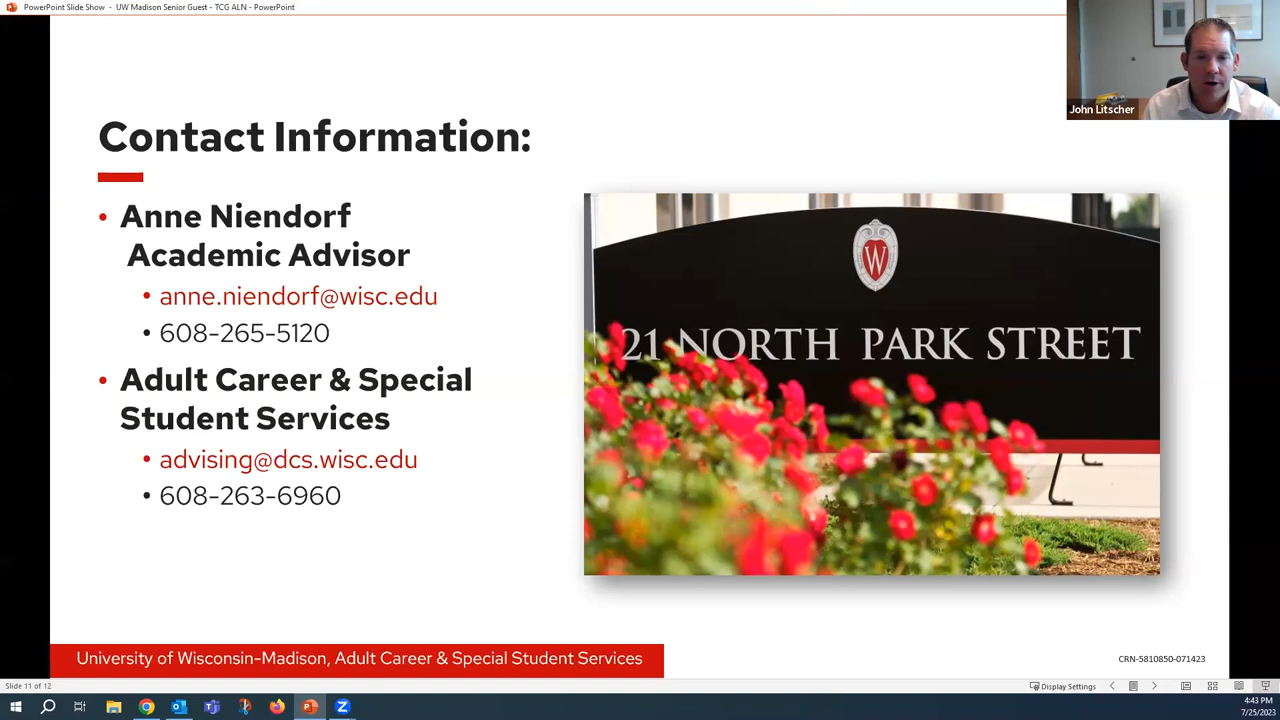 PowerPoint Slide Show - UW Madison Senior Guest - TCG ALN - PowerPoint
John Litscher
Contact Information:
• Anne Niendorf
Academic Advisor
• anne.niendorf@wisc.edu
• 608-265-5120
• Adult Career & Special
Student Services
• advising@dcs.wisc.edu
• 608-263-6960
W
21 NORTH PARK STREET
University of Wisconsin-Madison, Adult Career & Special Student Services
CRN-5810850-071423
Slide 11 of 12
Display Settings
4:43 PM
7/25/2023